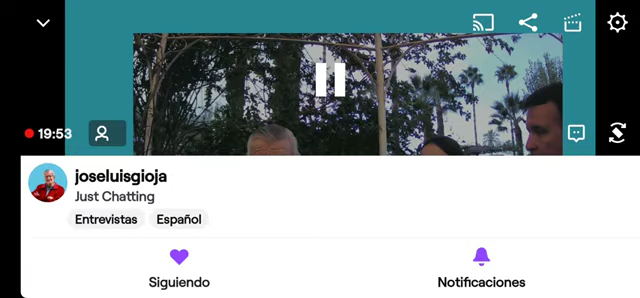 19:53
joseluisgioja
Just Chatting
Entrevistas Español
Siguiendo Notificaciones